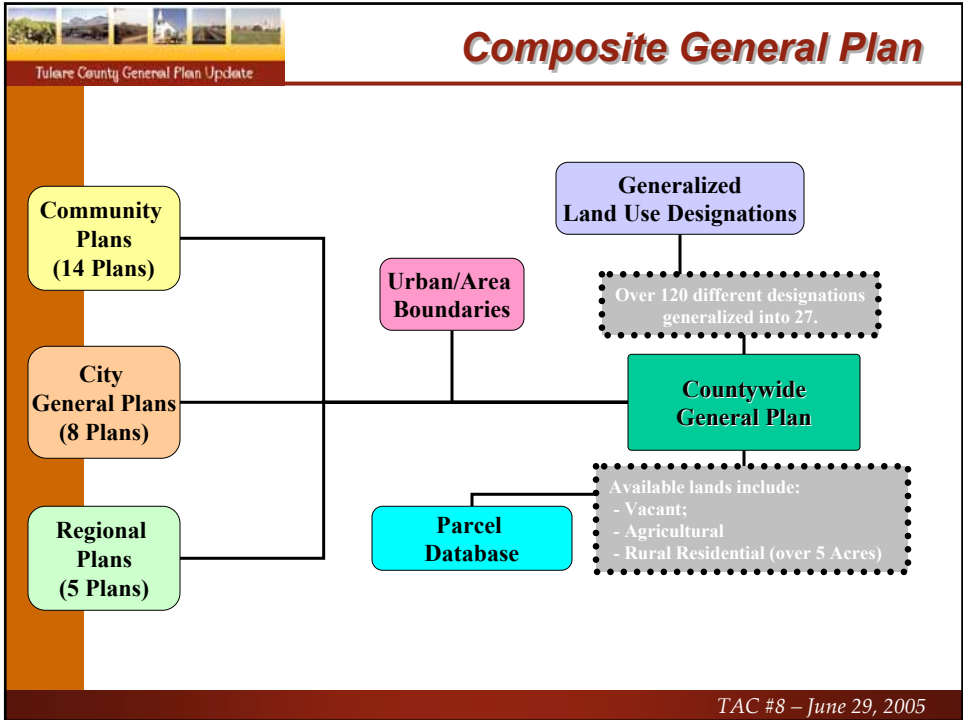 Tulare County General Plan Update
Composite General Plan
Community
Plans
(14 Plans)
City
General Plans
(8 Plans)
Regional
Plans
(5 Plans)
Urban/Area
Boundaries
Generalized
Land Use Designations
Over 120 different designations
generalized into 27.
Countywide
General Plan
Parcel
Database
Available lands include:
- Vacant;
- Agricultural
- Rural Residential (over 5 Acres)
TAC #8 – June 29, 2005